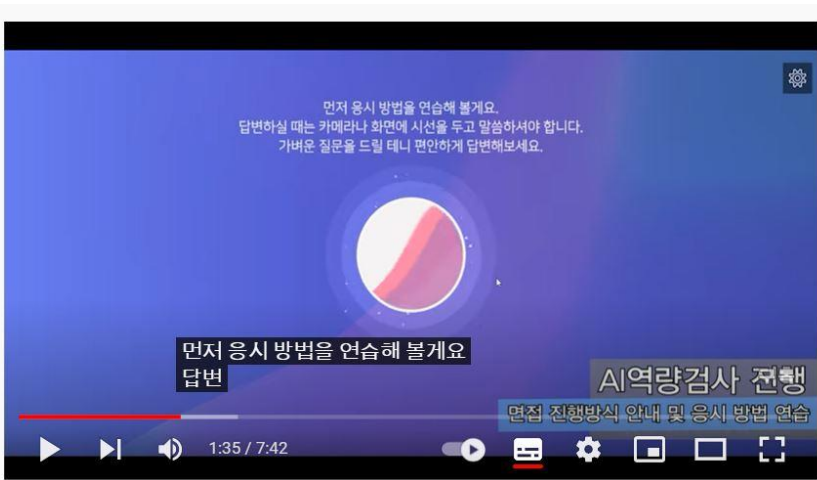 먼저 응시 방법을 연습해 볼게요.
답변하실 때는 카메라나 화면에 시선을 두고 말씀하셔야 합니다.
가벼운 질문을 드릴 테니 편안하게 답변해보세요.
먼저 응시 방법을 연습해 볼게요
답변
AI역량검사 진행
면접 진행방식 안내 및 응시 방법 연습
1:35 / 7:42